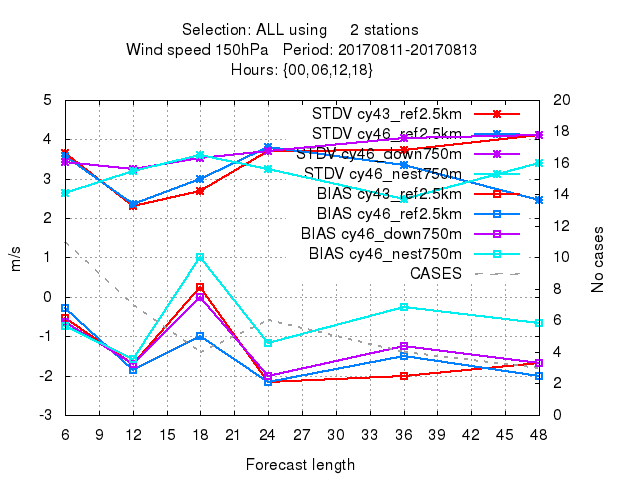 Selection: ALL using 2 stations
Wind speed 150hPa Period: 20170811-20170813
Hours: {00,06,12,18}
STDV cy43_ref2.5km
STDV cy46_ref2.5km
STDV cy46_down750m
STDV cy46_nest750m
BIAS cy43_ref2.5km
BIAS cy46_ref2.5km
BIAS cy46_down750m
BIAS cy46_nest750m
CASES
m/s
5
4
3
2
1
0
-1
-2
-3
20
18
16
14
12
10
8
6
4
2
0
No cases
6 9 12 15 18 21 24 27 30 33 36 39 42 45 48
Forecast length